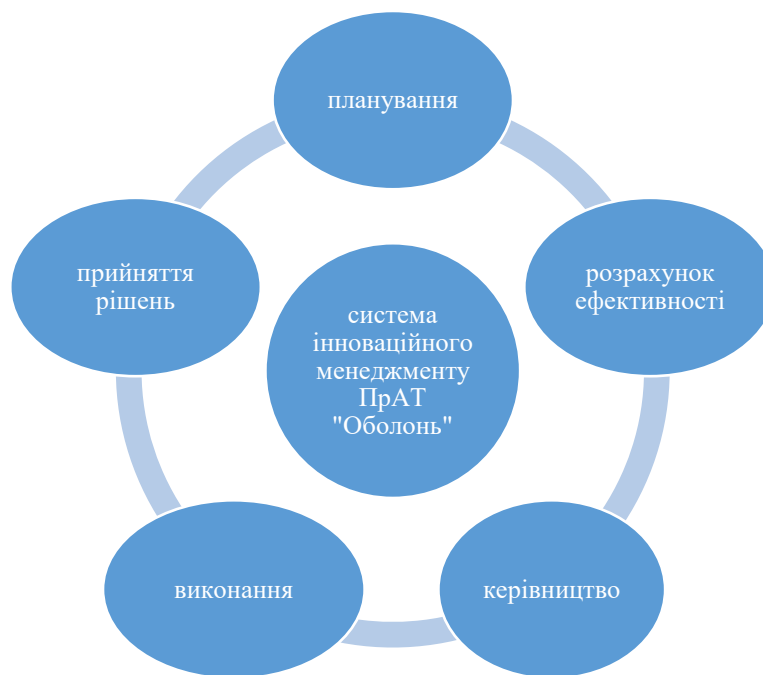 планування
прийняття
рішень
розрахунок
ефективності
система
інноваційного
менеджменту
ПрАТ
"Оболонь"
виконання
керівництво